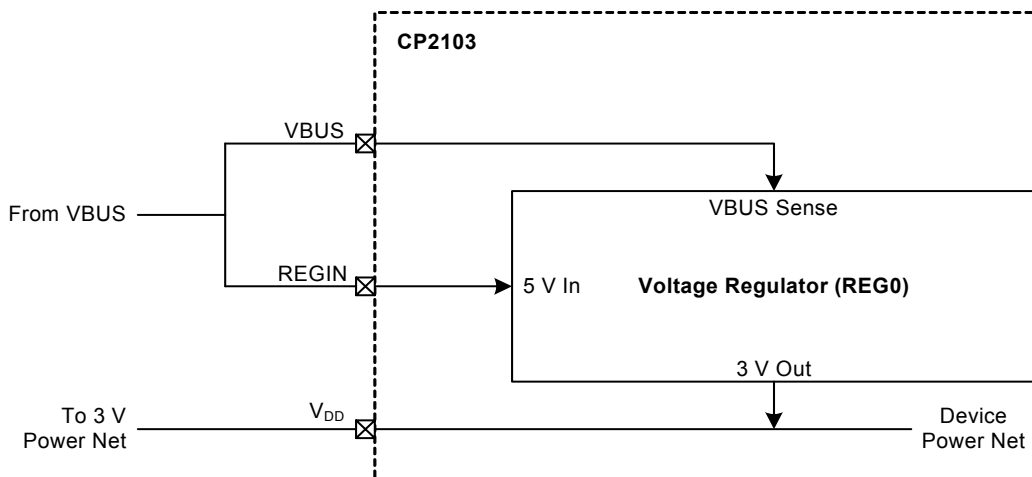 CP2103
VBUS
From VBUS
VBUS Sense
REGIN
5 V In
Voltage Regulator (REG0)
3 V Out
To 3 V
Power Net
VDD
Device
Power Net